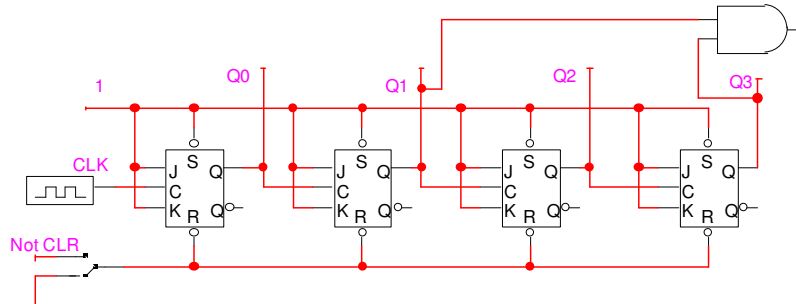 1 Q0 Q1 Q2 Q3
CLK
J S Q J S Q J S Q J S Q
C C C C
K R Q K R Q K R Q K R Q
Not CLR